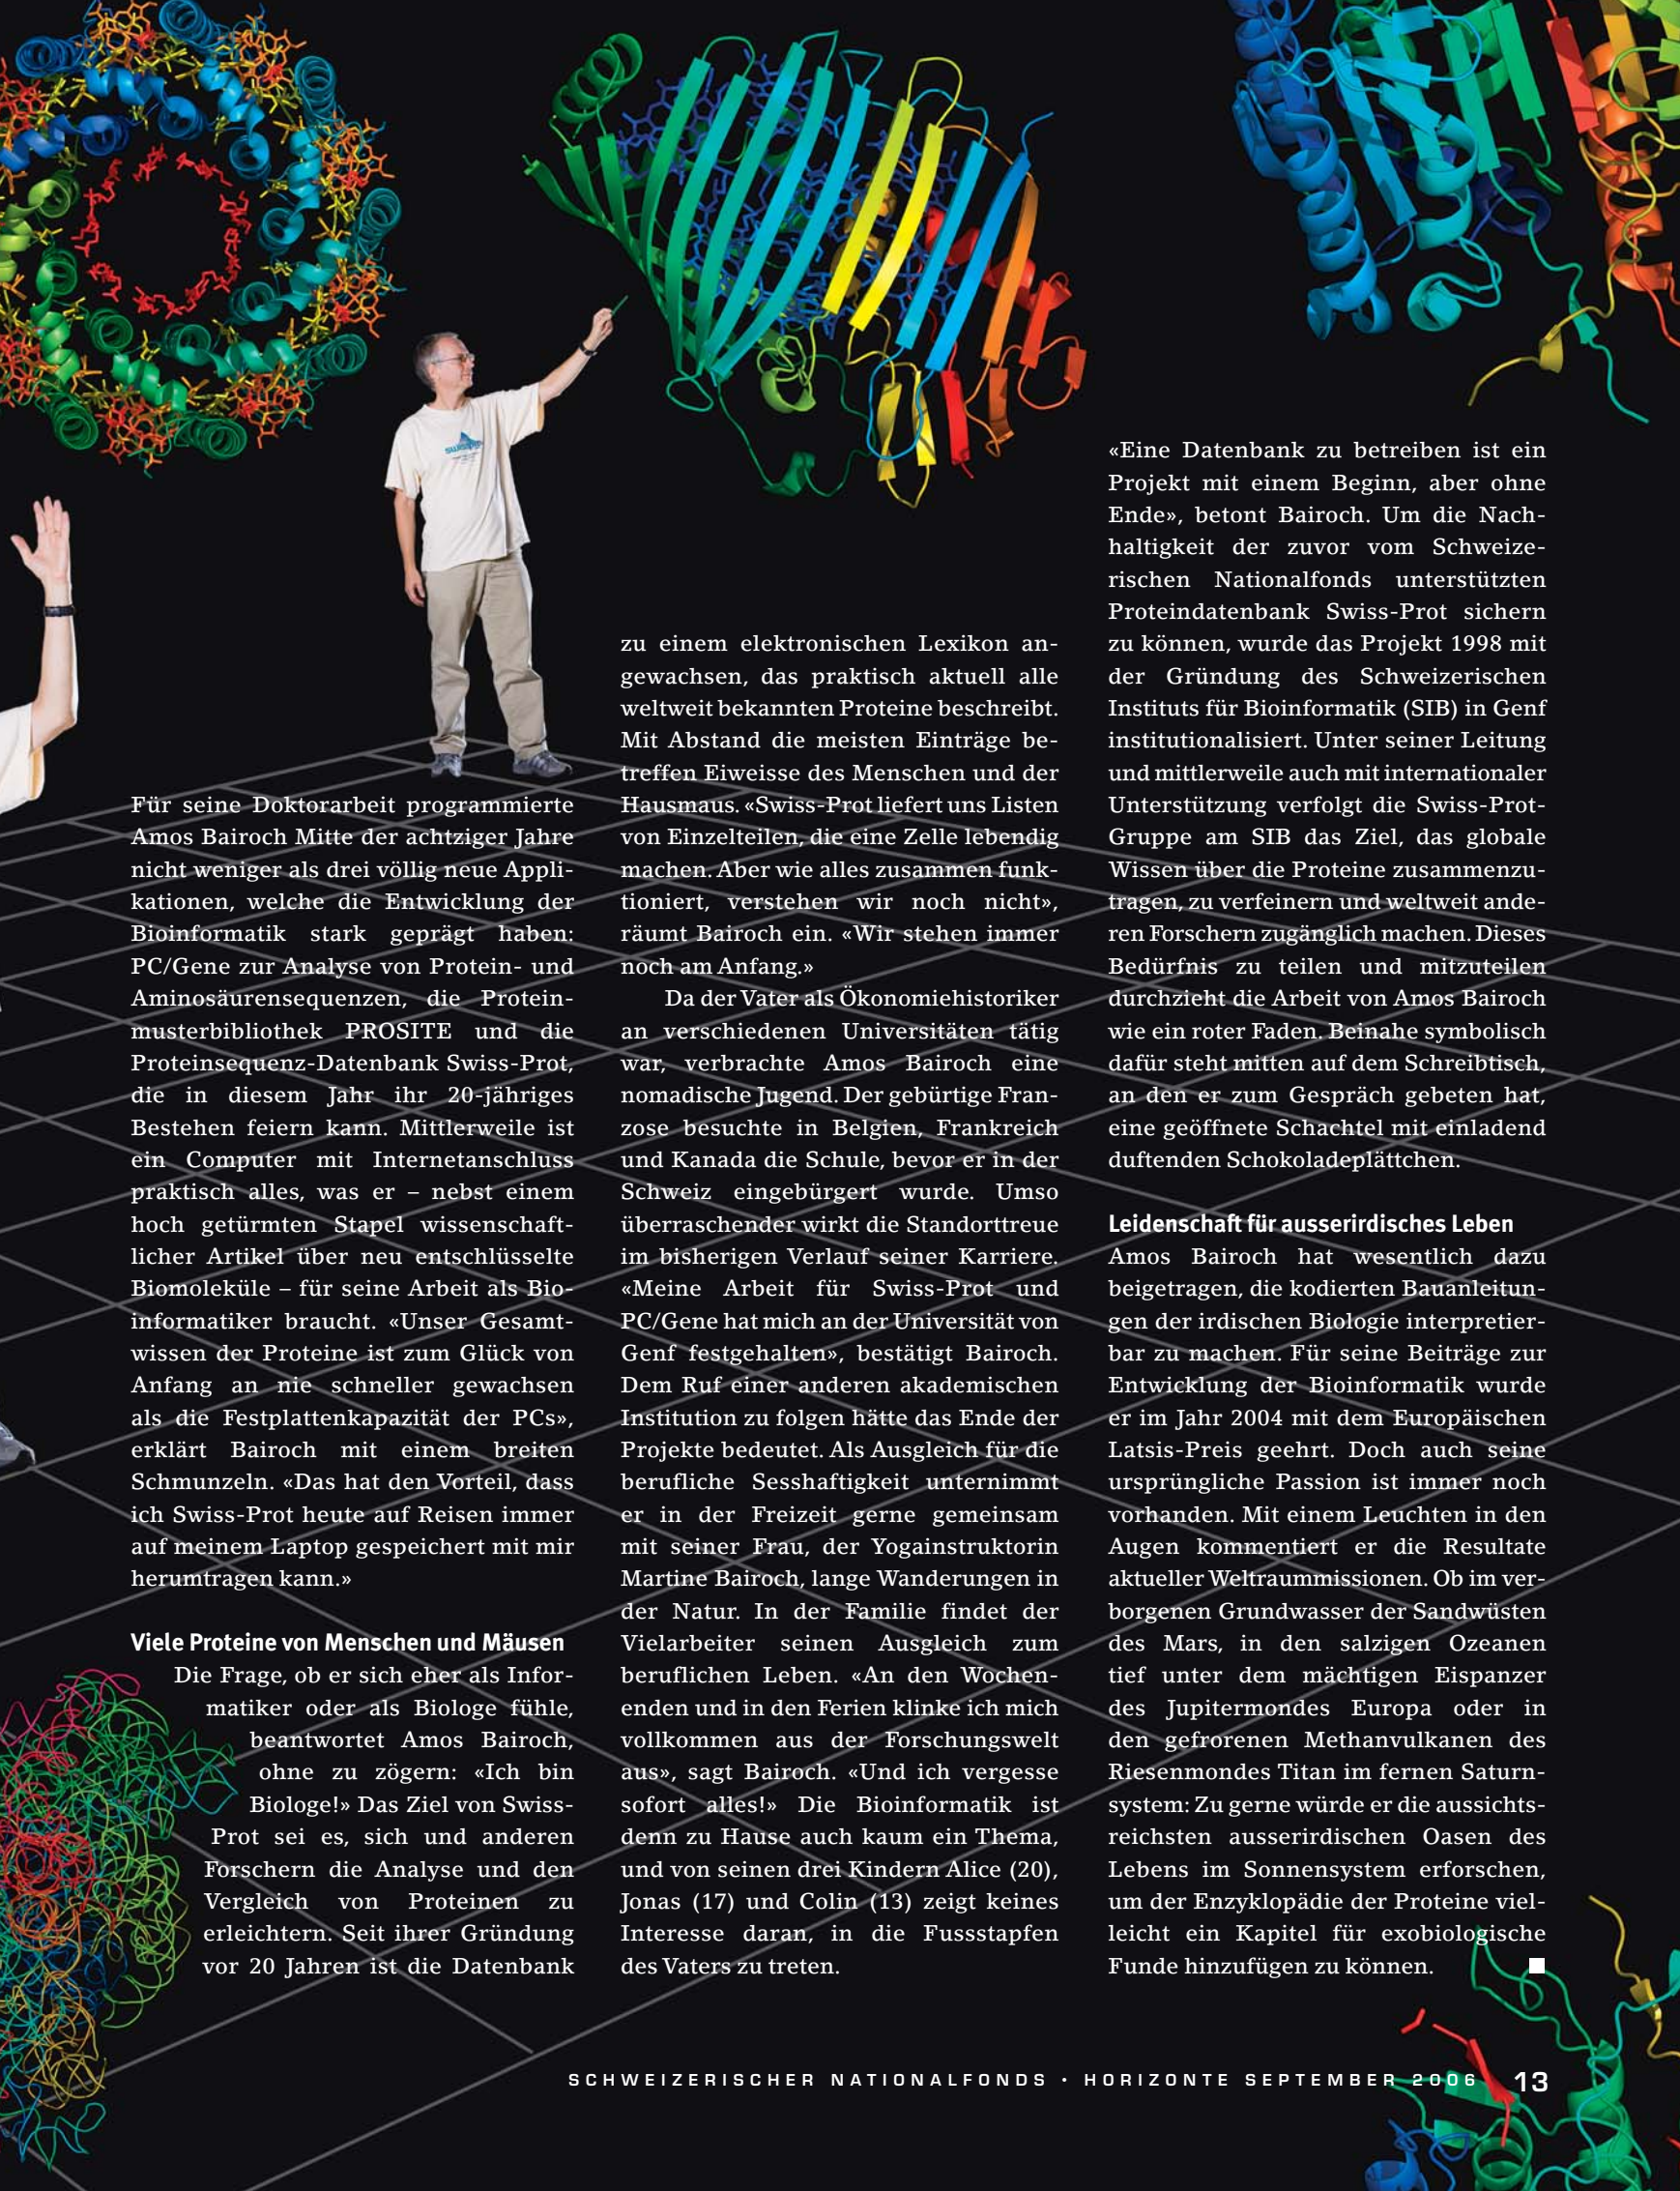 Für seine Doktorarbeit programmierte
Amos Bairoch Mitte der achtziger Jahre
nicht weniger als drei völlig neue Appli-
kationen, welche die Entwicklung der
Bioinformatik stark geprägt haben:
PC/Gene zur Analyse von Protein- und
Aminosäurensequenzen, die Protein-
musterbibliothek PROSITE und die
Proteinsequenz-Datenbank Swiss-Prot,
die in diesem Jahr ihr 20-jähriges
Bestehen feiern kann. Mittlerweile ist
ein Computer mit Internetanschluss
praktisch alles, was er – nebst einem
hoch getürmten Stapel wissenschaft-
licher Artikel über neu entschlüsselte
Biomoleküle – für seine Arbeit als Bio-
informatiker braucht. «Unser Gesamt-
wissen der Proteine ist zum Glück von
Anfang an nie schneller gewachsen
als die Festplattenkapazität der PCs»,
erklärt Bairoch mit einem breiten
Schmunzeln. «Das hat den Vorteil, dass
ich Swiss-Prot heute auf Reisen immer
auf meinem Laptop gespeichert mit mir
herumtragen kann.»
Viele Proteine von Menschen und Mäusen
Die Frage, ob er sich eher als Infor-
matiker oder als Biologe fühle,
beantwortet Amos Bairoch,
ohne zu zögern: «Ich bin
Biologe!» Das Ziel von Swiss-
Prot sei es, sich und anderen
Forschern die Analyse und den
Vergleich von Proteinen zu
erleichtern. Seit ihrer Gründung
vor 20 Jahren ist die Datenbank
zu einem elektronischen Lexikon an-
gewachsen, das praktisch aktuell alle
weltweit bekannten Proteine beschreibt.
Mit Abstand die meisten Einträge be-
treffen Eiweisse des Menschen und der
Hausmaus. «Swiss-Prot liefert uns Listen
von Einzelteilen, die eine Zelle lebendig
machen. Aber wie alles zusammen funk-
tioniert, verstehen wir noch nicht»,
räumt Bairoch ein. «Wir stehen immer
noch am Anfang.»
Da der Vater als Ökonomiehistoriker
an verschiedenen Universitäten tätig
war, verbrachte Amos Bairoch eine
nomadische Jugend. Der gebürtige Fran-
zose besuchte in Belgien, Frankreich
und Kanada die Schule, bevor er in der
Schweiz eingebürgert wurde. Umso
überraschender wirkt die Standorttreue
im bisherigen Verlauf seiner Karriere.
«Meine Arbeit für Swiss-Prot und
PC/Gene hat mich an der Universität von
Genf festgehalten», bestätigt Bairoch.
Dem Ruf einer anderen akademischen
Institution zu folgen hätte das Ende der
Projekte bedeutet. Als Ausgleich für die
berufliche Sesshaftigkeit unternimmt
er in der Freizeit gerne gemeinsam
mit seiner Frau, der Yogainstruktorin
Martine Bairoch, lange Wanderungen in
der Natur. In der Familie findet der
Vielarbeiter seinen Ausgleich zum
beruflichen Leben. «An den Wochen-
enden und in den Ferien klinke ich mich
vollkommen aus der Forschungswelt
aus», sagt Bairoch. «Und ich vergesse
sofort alles!» Die Bioinformatik ist
denn zu Hause auch kaum ein Thema,
und von seinen drei Kindern Alice (20),
Jonas (17) und Colin (13) zeigt keines
Interesse daran, in die Fussstapfen
des Vaters zu treten.
«Eine Datenbank zu betreiben ist ein
Projekt mit einem Beginn, aber ohne
Ende», betont Bairoch. Um die Nach-
haltigkeit der zuvor vom Schweize-
rischen Nationalfonds unterstützten
Proteindatenbank Swiss-Prot sichern
zu können, wurde das Projekt 1998 mit
der Gründung des Schweizerischen
Instituts für Bioinformatik (SIB) in Genf
institutionalisiert. Unter seiner Leitung
und mittlerweile auch mit internationaler
Unterstützung verfolgt die Swiss-Prot-
Gruppe am SIB das Ziel, das globale
Wissen über die Proteine zusammenzu-
tragen, zu verfeinern und weltweit ande-
ren Forschern zugänglich machen. Dieses
Bedürfnis zu teilen und mitzuteilen
durchzieht die Arbeit von Amos Bairoch
wie ein roter Faden. Beinahe symbolisch
dafür steht mitten auf dem Schreibtisch,
an den er zum Gespräch gebeten hat,
eine geöffnete Schachtel mit einladend
duftenden Schokoladeplättchen.
Leidenschaft für ausserirdisches Leben
Amos Bairoch hat wesentlich dazu
beigetragen, die kodierten Bauanleitun-
gen der irdischen Biologie interpretier-
bar zu machen. Für seine Beiträge zur
Entwicklung der Bioinformatik wurde
er im Jahr 2004 mit dem Europäischen
Latsis-Preis geehrt. Doch auch seine
ursprüngliche Passion ist immer noch
vorhanden. Mit einem Leuchten in den
Augen kommentiert er die Resultate
aktueller Weltraummissionen. Ob im ver-
borgenen Grundwasser der Sandwüsten
des Mars, in den salzigen Ozeanen
tief unter dem mächtigen Eispanzer
des Jupitermondes Europa oder in
den gefrorenen Methanvulkanen des
Riesenmondes Titan im fernen Saturn-
system: Zu gerne würde er die aussichts-
reichsten ausserirdischen Oasen des
Lebens im Sonnensystem erforschen,
um der Enzyklopädie der Proteine viel-
leicht ein Kapitel für exobiologische
Funde hinzufügen zu können.
SCHWEIZERISCHER NATIONALFONDS • HORIZONTE SEPTEMBER 2006 13